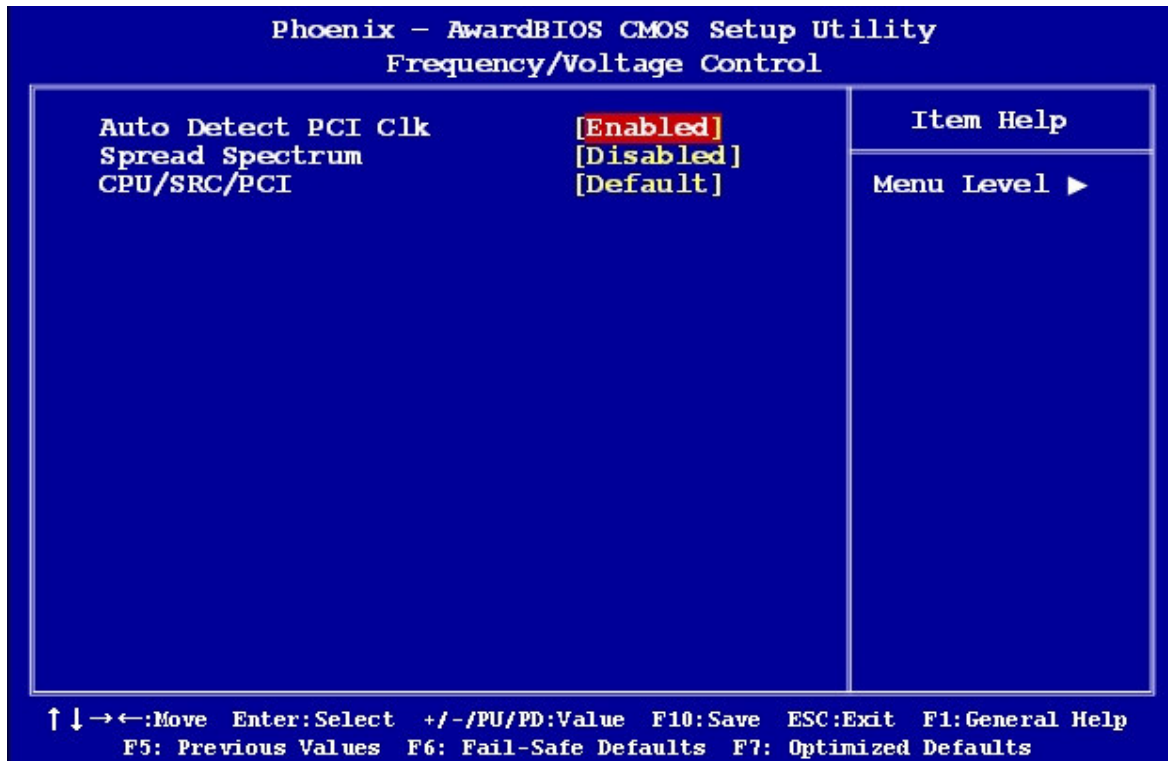 Phoenix – AwardBIOS CMOS Setup Utility
Frequency/Voltage Control
Auto Detect PCI Clk [Enabled]
Spread Spectrum [Disabled]
CPU/SRC/PCI [Default]
Item Help
Menu Level ▶
↑↓→←:Move Enter:Select +/-/PU/PD:Value F10:Save ESC:Exit F1:General Help
F5: Previous Values F6: Fail-Safe Defaults F7: Optimized Defaults